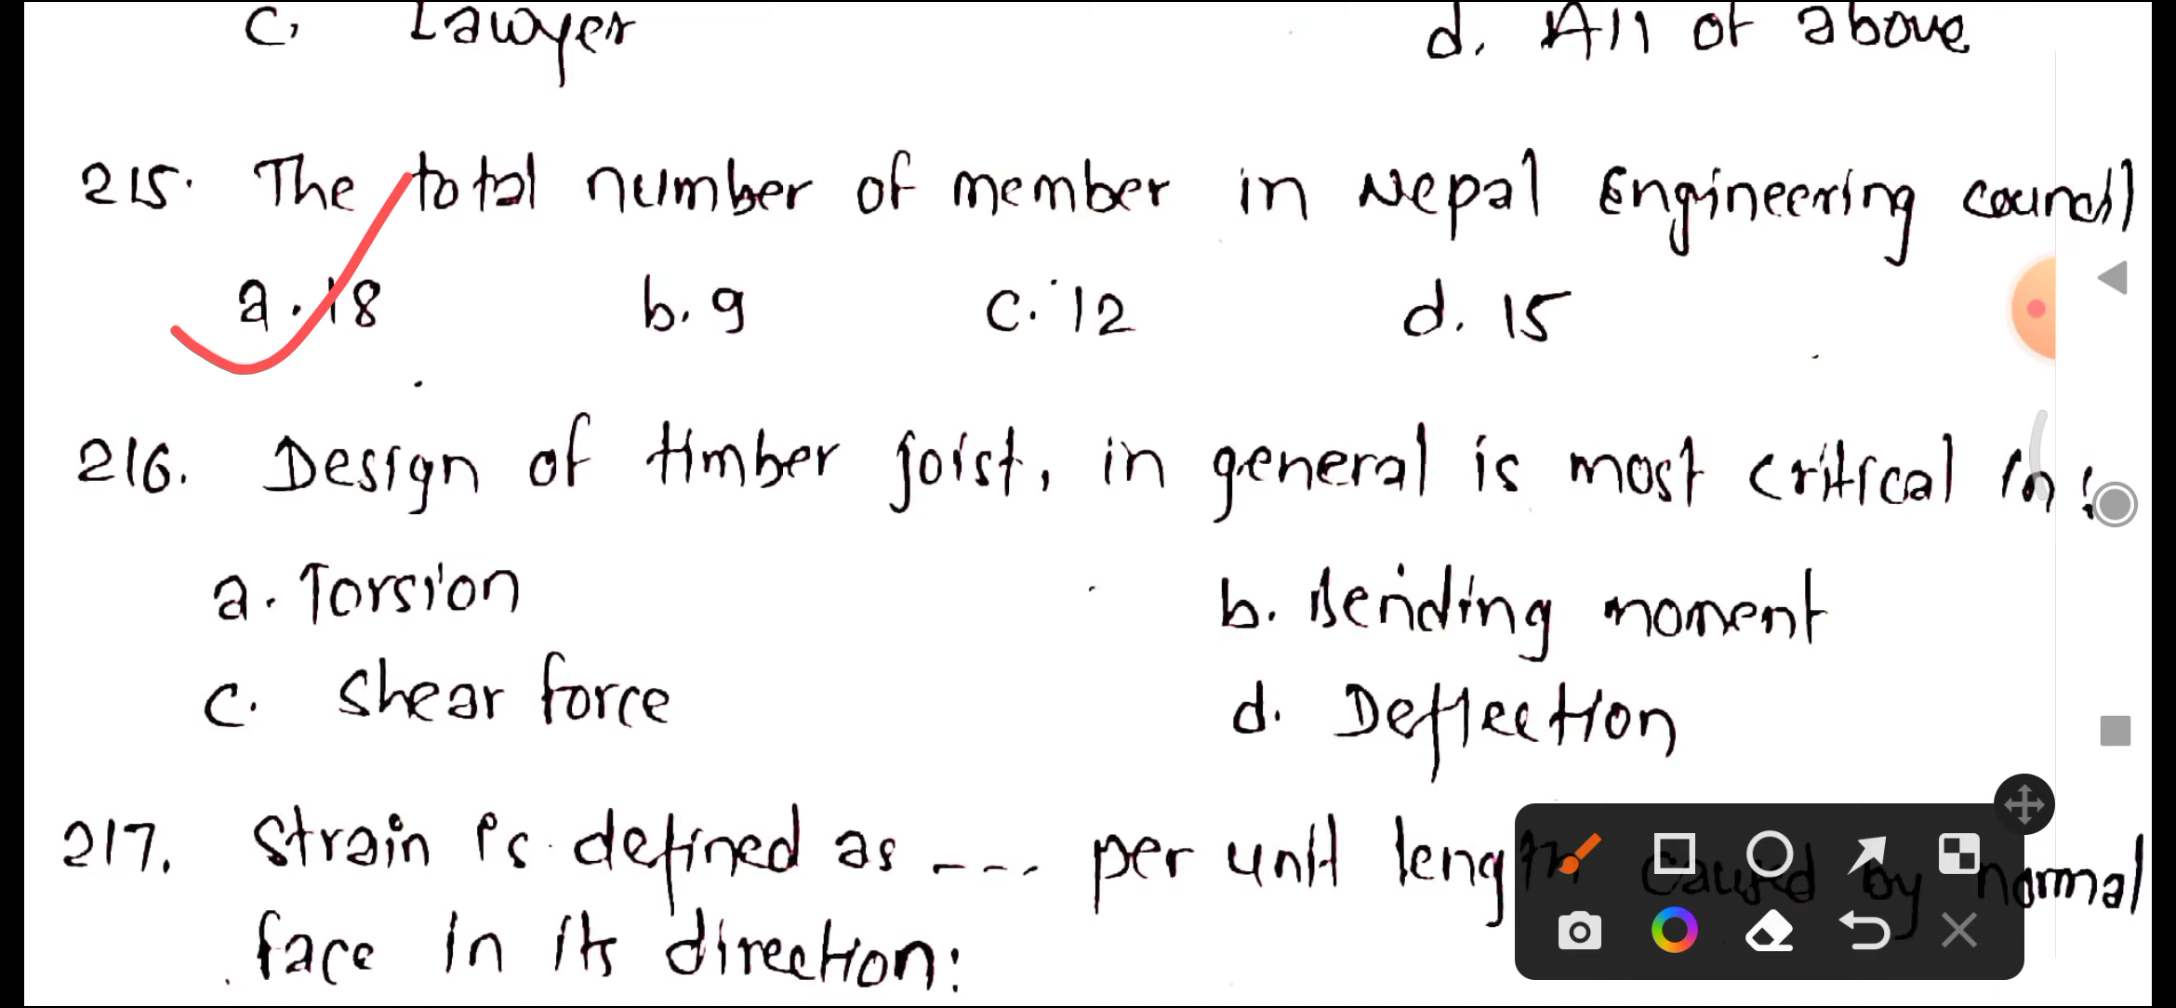 c. Lawyer d. All of above
215. The total number of member in Nepal Engineering council
a. 18 b. 9 c. 12 d. 15
216. Design of timber joist, in general is most critical in:
a. Torsion b. Bending moment
c. Shear force d. Deflection
217. Strain is defined as ---- per unit length caused by normal
face in its direction: